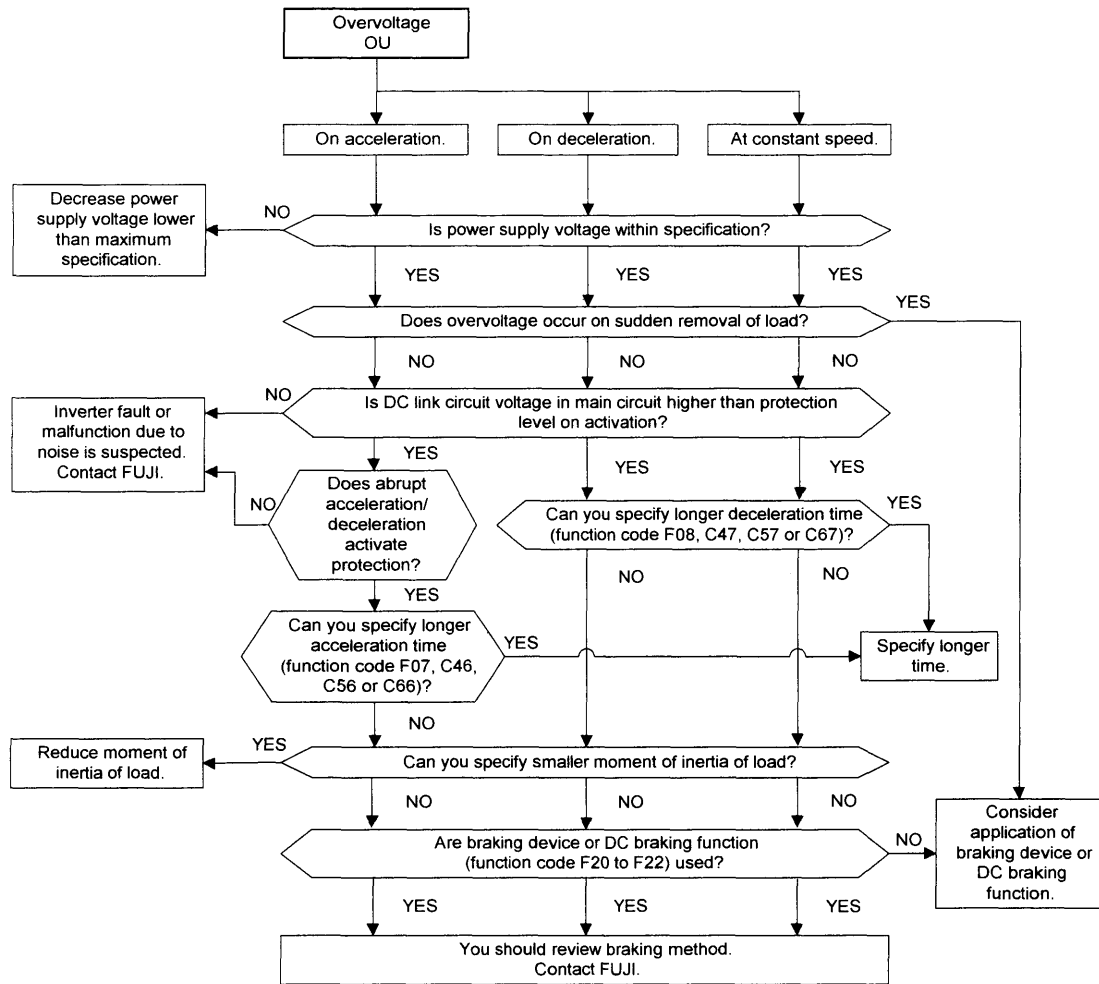 Overvoltage
OU
On acceleration.
On deceleration.
At constant speed.
Decrease power
supply voltage lower
than maximum
specification.
NO
Is power supply voltage within specification?
YES
YES
YES
YES
Does overvoltage occur on sudden removal of load?
NO
NO
NO
NO
Is DC link circuit voltage in main circuit higher than protection
level on activation?
Inverter fault or
malfunction due to
noise is suspected.
Contact FUJI.
YES
YES
YES
NO
Does abrupt
acceleration/
deceleration
activate
protection?
Can you specify longer deceleration time
(function code F08, C47, C57 or C67)?
YES
NO
NO
YES
Can you specify longer
acceleration time
(function code F07, C46,
C56 or C66)?
YES
Specify longer
time.
NO
Reduce moment of
inertia of load.
YES
Can you specify smaller moment of inertia of load?
NO
NO
NO
Are braking device or DC braking function
(function code F20 to F22) used?
NO
Consider
application of
braking device or
DC braking
function.
YES
YES
YES
You should review braking method.
Contact FUJI.